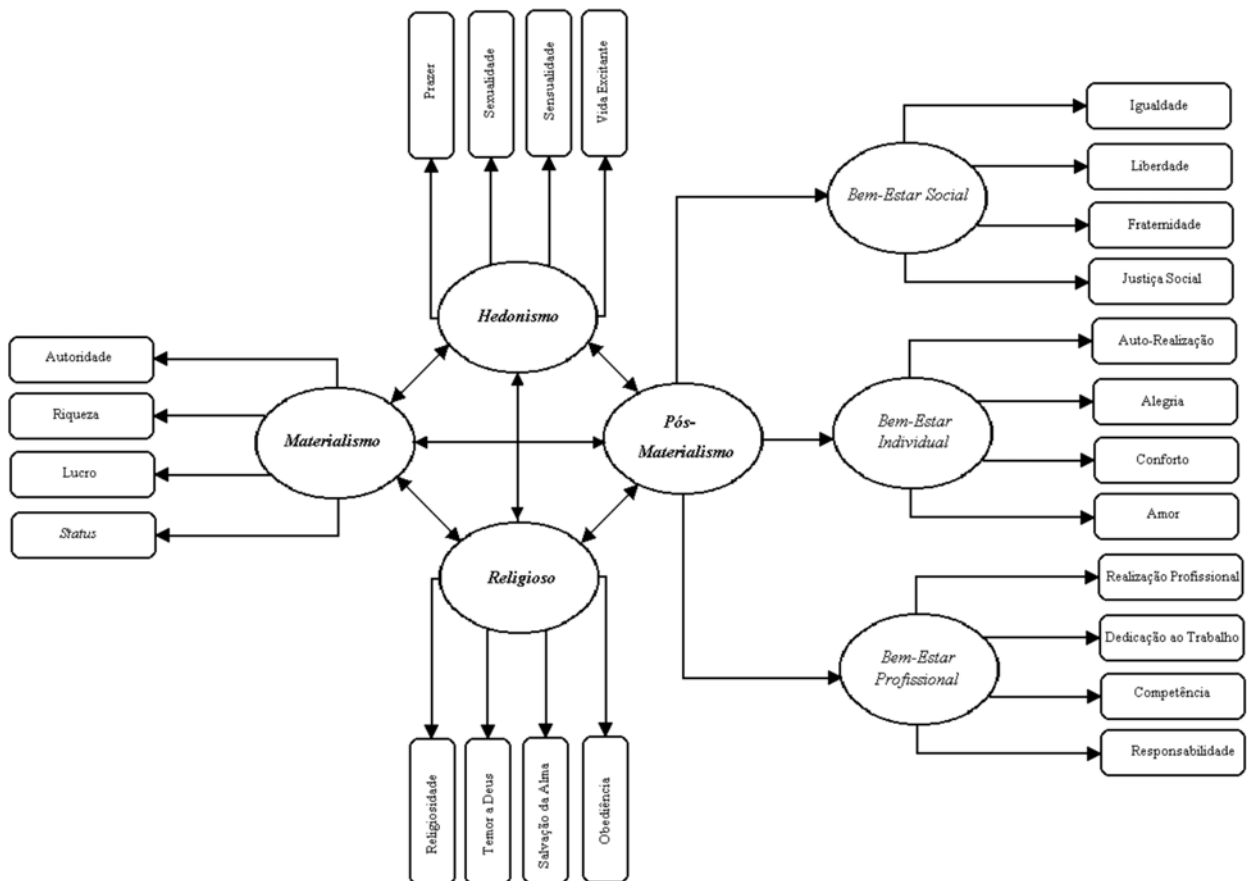 Prazer
Sexualidade
Sensualidade
Vida Excitante
Hedonismo
Autoridade
Riqueza
Lucro
Status
Materialismo
Pós-
Materialismo
Religioso
Religiosidade
Temor a Deus
Salvação da Alma
Obediência
Bem-Estar Social
Igualdade
Liberdade
Fraternidade
Justiça Social
Bem-Estar
Individual
Auto-Realização
Alegria
Conforto
Amor
Bem-Estar
Profissional
Realização Profissional
Dedicação ao Trabalho
Competência
Responsabilidade